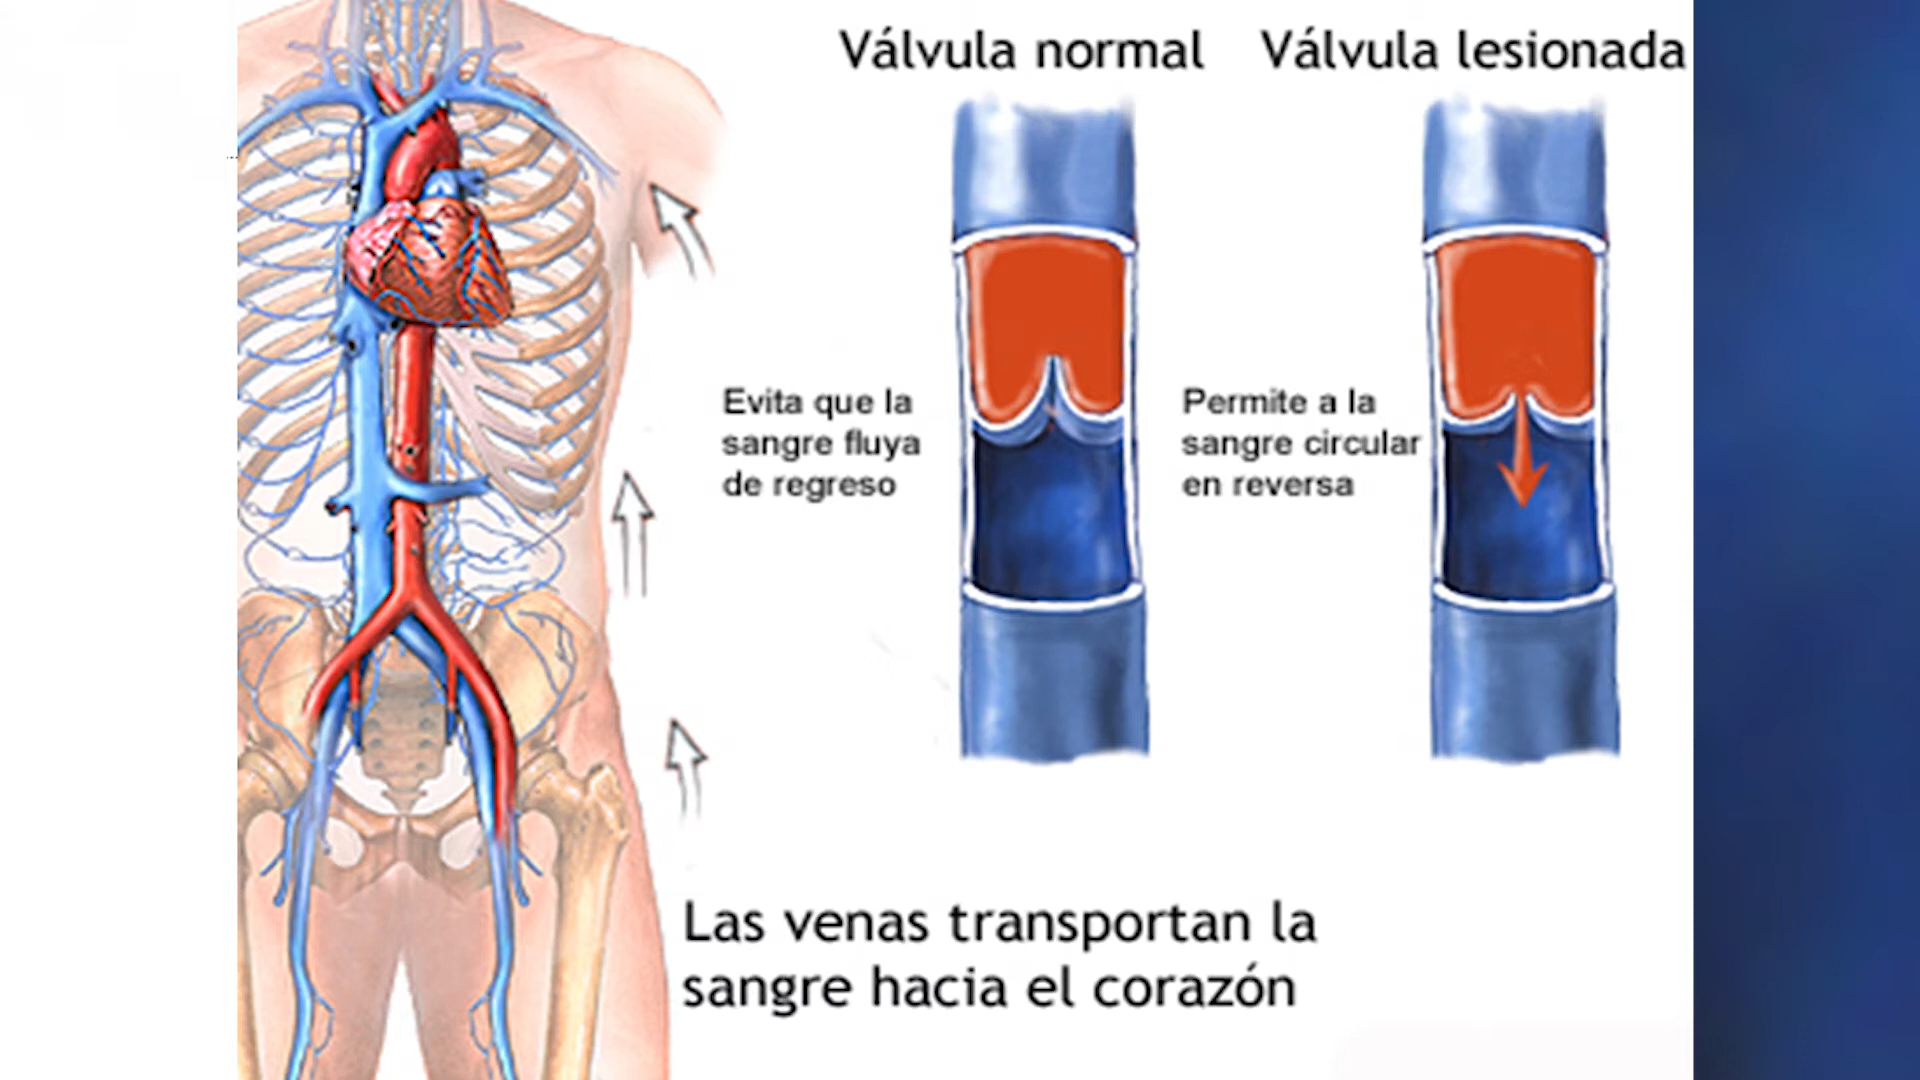 Válvula normal
Válvula lesionada
Evita que la
sangre fluya
de regreso
Permite a la
sangre circular
en reversa
Las venas transportan la
sangre hacia el corazón